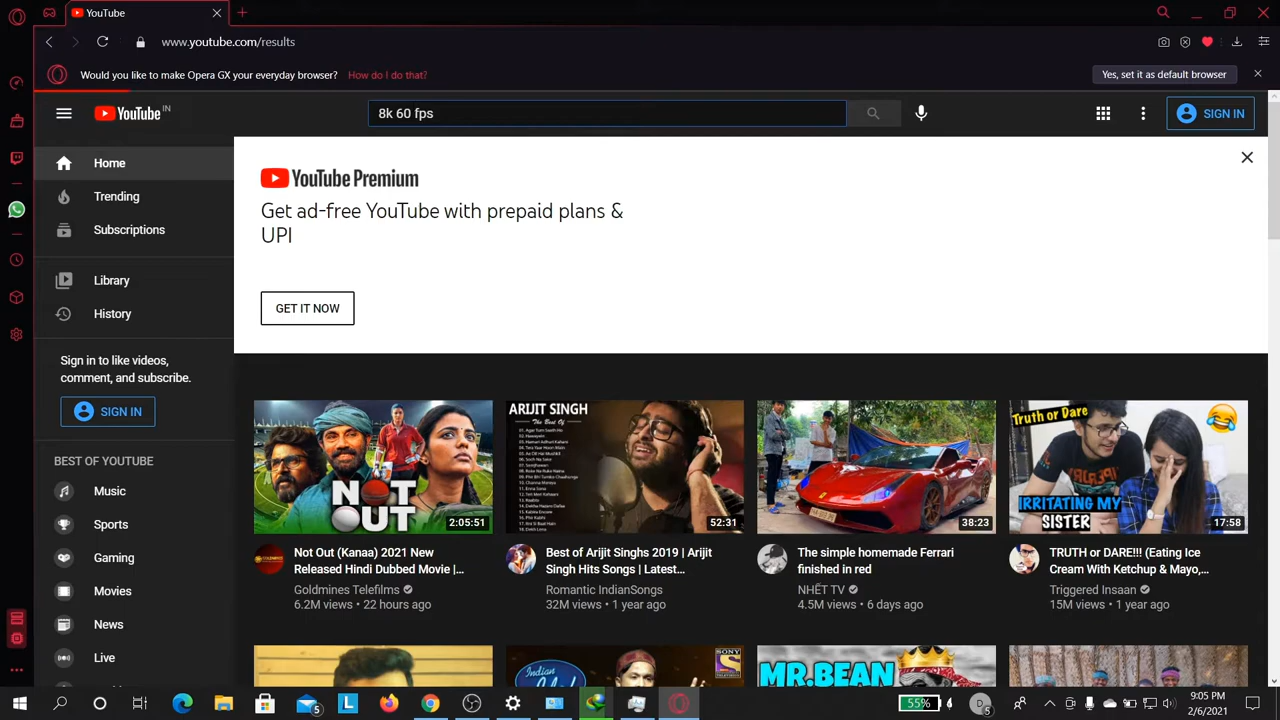 YouTube
www.youtube.com/results
Would you like to make Opera GX your everyday browser? How do I do that?
Yes, set it as default browser
YouTube IN
8k 60 fps
SIGN IN
Home
Trending
Subscriptions
Library
History
Sign in to like videos,
comment, and subscribe.
SIGN IN
BEST OF YOUTUBE
Music
Sports
Gaming
Movies
News
Live
YouTube Premium
Get ad-free YouTube with prepaid plans &
UPI
GET IT NOW
NOT
OUT
2:05:51
Not Out (Kanaa) 2021 New
Released Hindi Dubbed Movie |...
Goldmines Telefilms
6.2M views • 22 hours ago
ARIJIT SINGH
The Best Of
52:31
Best of Arijit Singhs 2019 | Arijit
Singh Hits Songs | Latest...
Romantic IndianSongs
32M views • 1 year ago
38:23
The simple homemade Ferrari
finished in red
NHẾT TV
4.5M views • 6 days ago
Truth or Dare
IRRITATING MY
SISTER
17:58
TRUTH or DARE!!! (Eating Ice
Cream With Ketchup & Mayo,...
Triggered Insaan
15M views • 1 year ago
Indian
Idol
SONY
MR.BEAN
5
L
55%
D
5
9:05 PM
2/6/2021